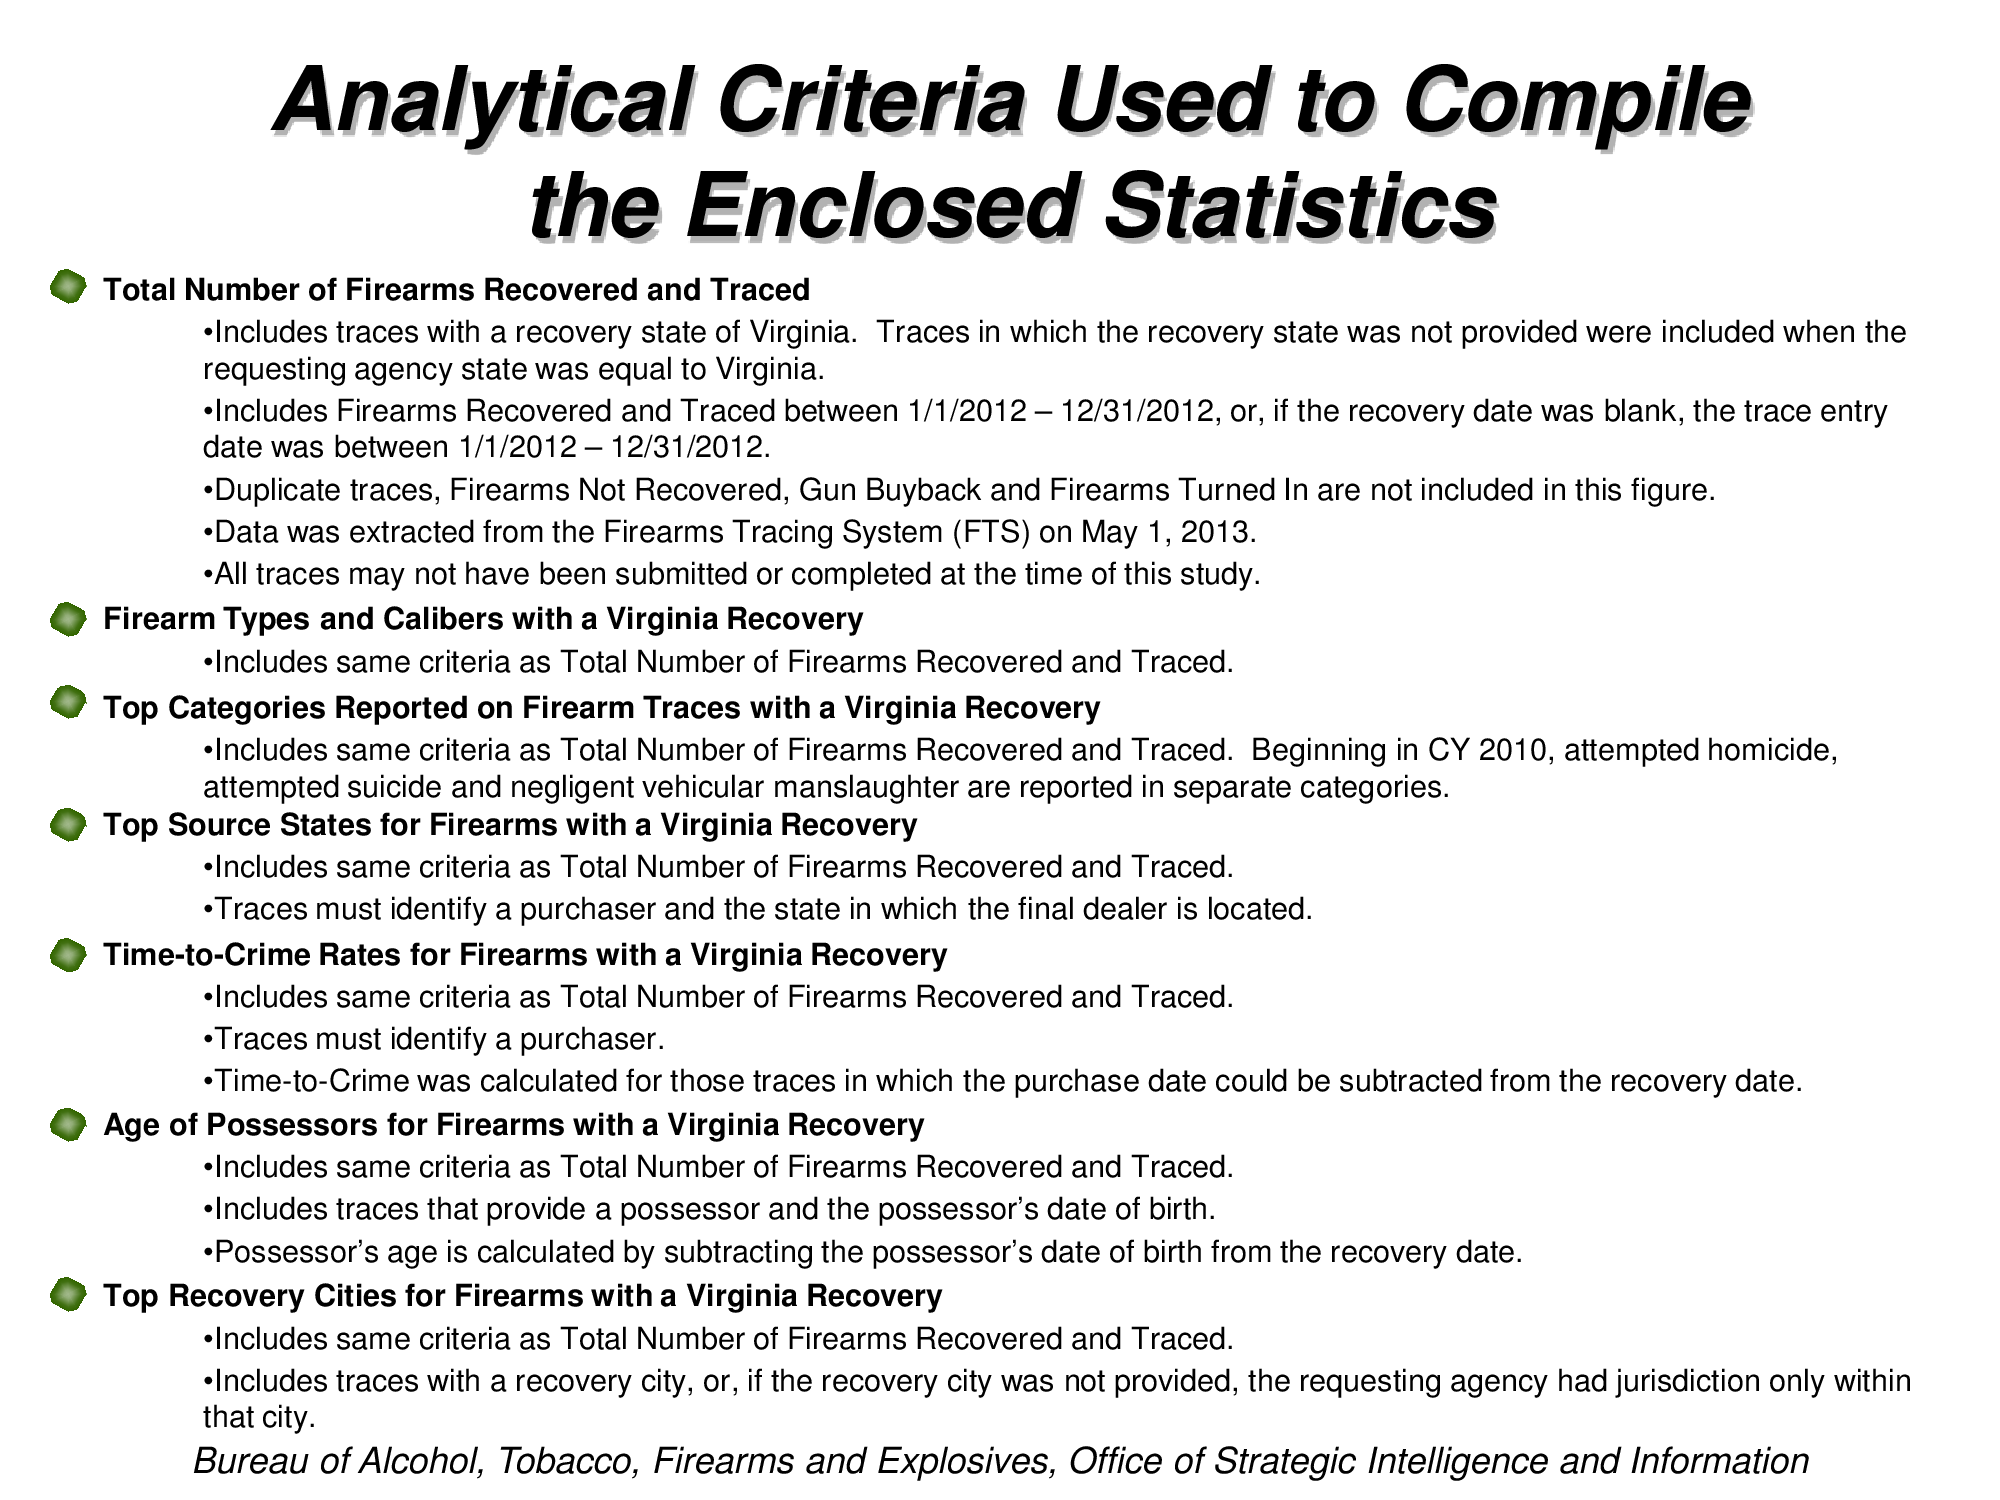 Analytical Criteria Used to Compile
the Enclosed Statistics
Total Number of Firearms Recovered and Traced
•Includes traces with a recovery state of Virginia.  Traces in which the recovery state was not provided were included when the
requesting agency state was equal to Virginia.
•Includes Firearms Recovered and Traced between 1/1/2012 – 12/31/2012, or, if the recovery date was blank, the trace entry
date was between 1/1/2012 – 12/31/2012.
•Duplicate traces, Firearms Not Recovered, Gun Buyback and Firearms Turned In are not included in this figure.
•Data was extracted from the Firearms Tracing System (FTS) on May 1, 2013.
•All traces may not have been submitted or completed at the time of this study.
Firearm Types and Calibers with a Virginia Recovery
•Includes same criteria as Total Number of Firearms Recovered and Traced.
Top Categories Reported on Firearm Traces with a Virginia Recovery
•Includes same criteria as Total Number of Firearms Recovered and Traced.  Beginning in CY 2010, attempted homicide,
attempted suicide and negligent vehicular manslaughter are reported in separate categories.
Top Source States for Firearms with a Virginia Recovery
•Includes same criteria as Total Number of Firearms Recovered and Traced.
•Traces must identify a purchaser and the state in which the final dealer is located.
Time-to-Crime Rates for Firearms with a Virginia Recovery
•Includes same criteria as Total Number of Firearms Recovered and Traced.
•Traces must identify a purchaser.
•Time-to-Crime was calculated for those traces in which the purchase date could be subtracted from the recovery date.
Age of Possessors for Firearms with a Virginia Recovery
•Includes same criteria as Total Number of Firearms Recovered and Traced.
•Includes traces that provide a possessor and the possessor’s date of birth.
•Possessor’s age is calculated by subtracting the possessor’s date of birth from the recovery date.
Top Recovery Cities for Firearms with a Virginia Recovery
•Includes same criteria as Total Number of Firearms Recovered and Traced.
•Includes traces with a recovery city, or, if the recovery city was not provided, the requesting agency had jurisdiction only within
that city.
Bureau of Alcohol, Tobacco, Firearms and Explosives, Office of Strategic Intelligence and Information